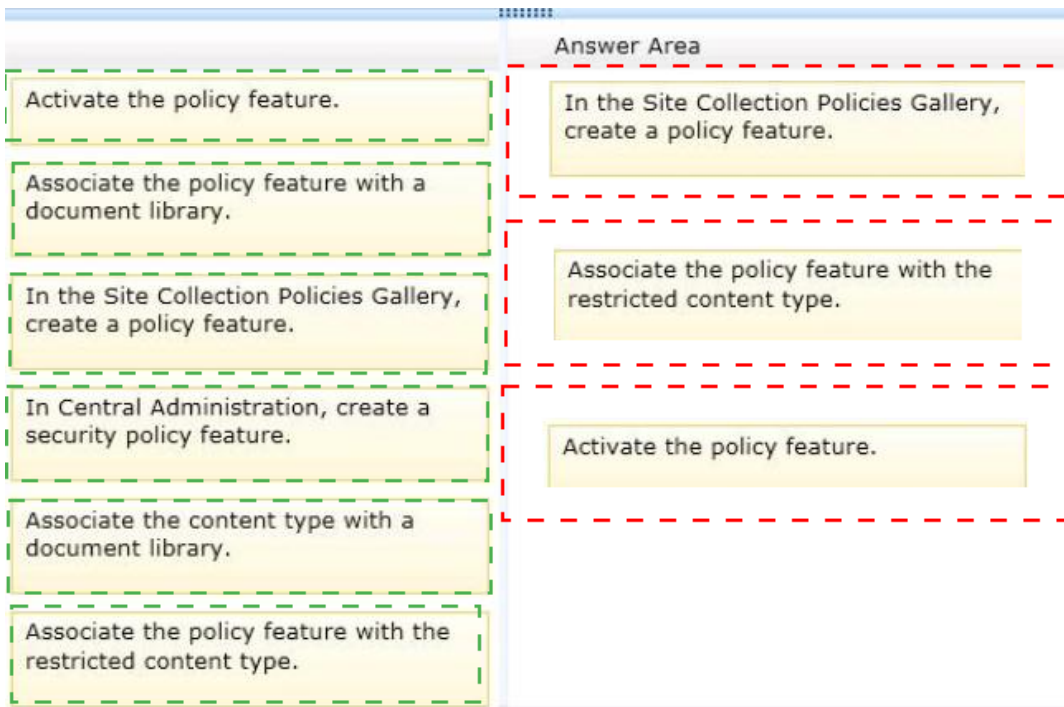 Answer Area
Activate the policy feature.
Associate the policy feature with a
document library.
In the Site Collection Policies Gallery,
create a policy feature.
In Central Administration, create a
security policy feature.
Associate the content type with a
document library.
Associate the policy feature with the
restricted content type.
In the Site Collection Policies Gallery,
create a policy feature.
Associate the policy feature with the
restricted content type.
Activate the policy feature.